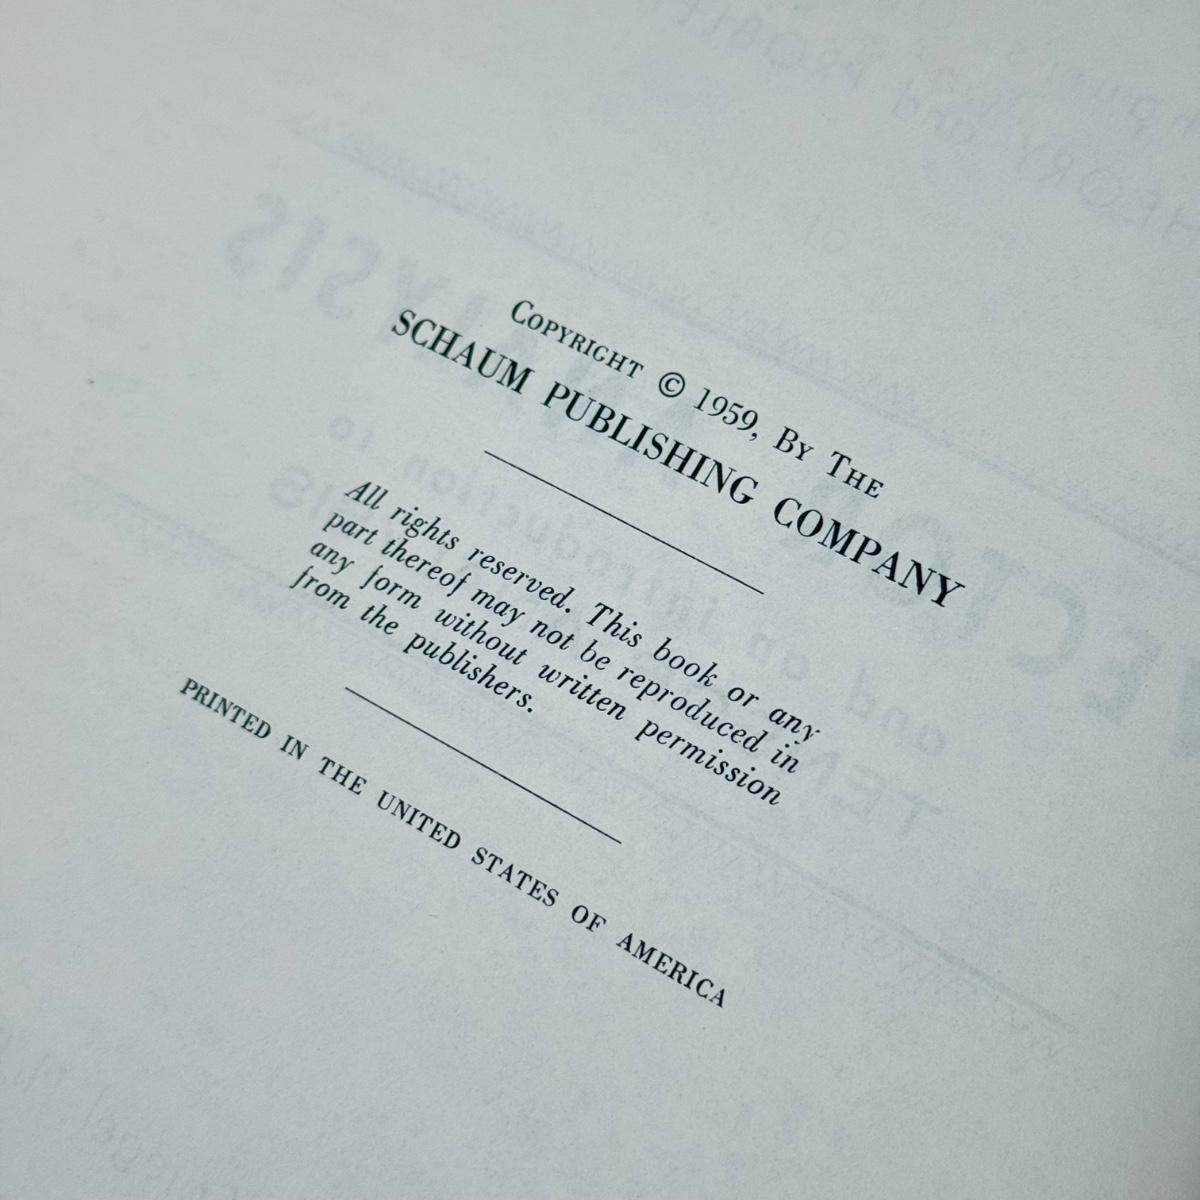 Copyright © 1959, By The
SCHAUM PUBLISHING COMPANY
All rights reserved. This book or any
part thereof may not be reproduced in
any form without written permission
from the publishers.
PRINTED IN THE UNITED STATES OF AMERICA